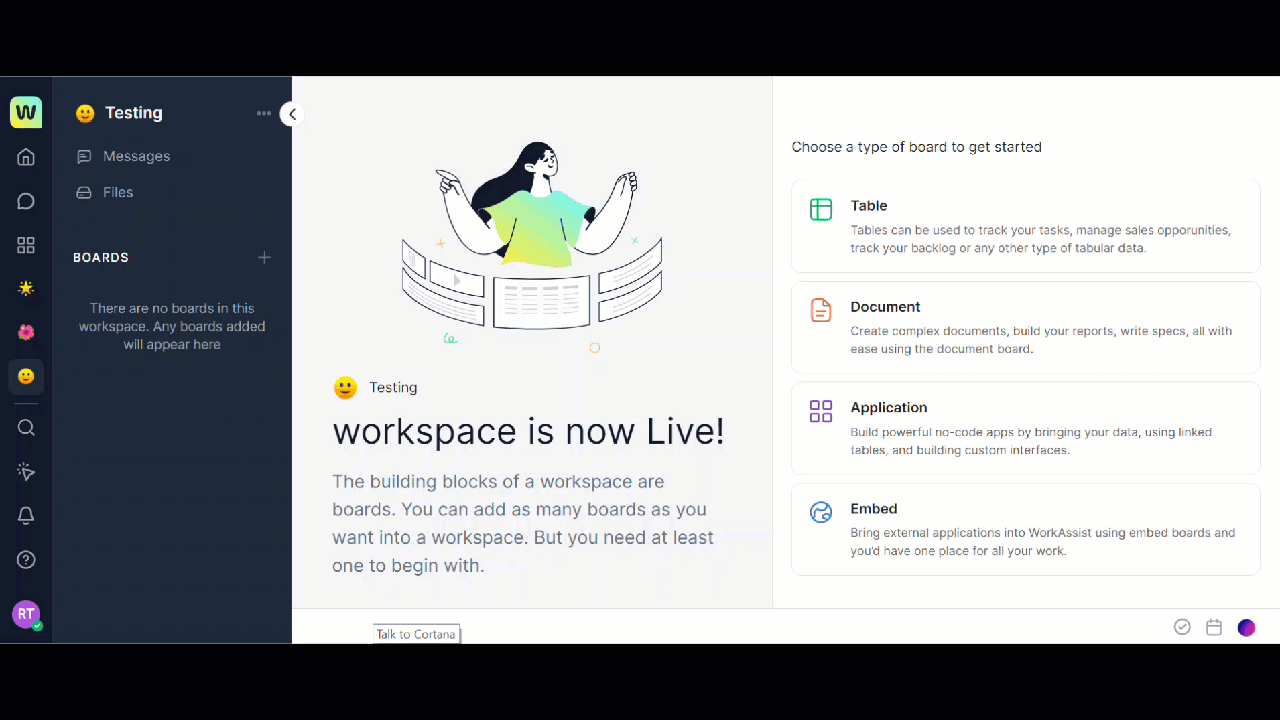 W
Testing
Messages
Files
BOARDS
There are no boards in this
workspace. Any boards added
will appear here
RT
Testing
workspace is now Live!
The building blocks of a workspace are
boards. You can add as many boards as you
want into a workspace. But you need at least
one to begin with.
Talk to Cortana
Choose a type of board to get started
Table
Tables can be used to track your tasks, manage sales opporunities,
track your backlog or any other type of tabular data.
Document
Create complex documents, build your reports, write specs, all with
ease using the document board.
Application
Build powerful no-code apps by bringing your data, using linked
tables, and building custom interfaces.
Embed
Bring external applications into WorkAssist using embed boards and
you'd have one place for all your work.